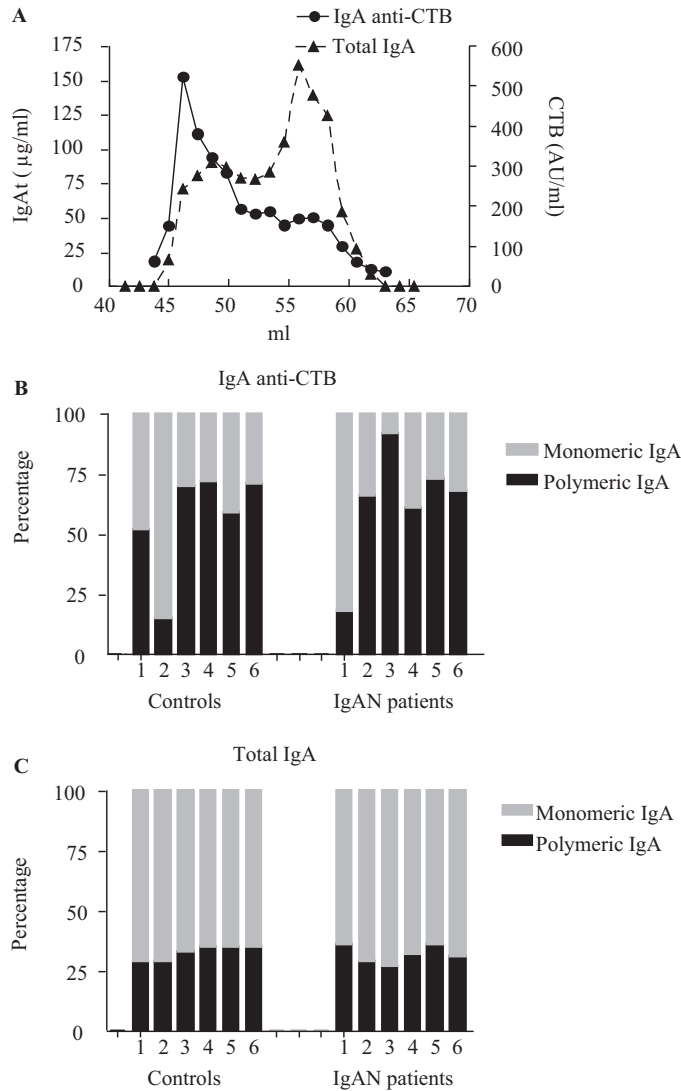 A
IgA anti-CTB
Total IgA
175
150
125
100
75
50
25
0
IgAt ( µg/ml)
600
500
400
300
200
100
0
CTB (AU/ml)
40 45 50 55 60 65 70
ml
B
IgA anti-CTB
100
75
50
25
0
Percentage
Monomeric IgA
Polymeric IgA
1 2 3 4 5 6 1 2 3 4 5 6
Controls IgAN patients
C
Total IgA
100
75
50
25
0
Percentage
Monomeric IgA
Polymeric IgA
1 2 3 4 5 6 1 2 3 4 5 6
Controls IgAN patients